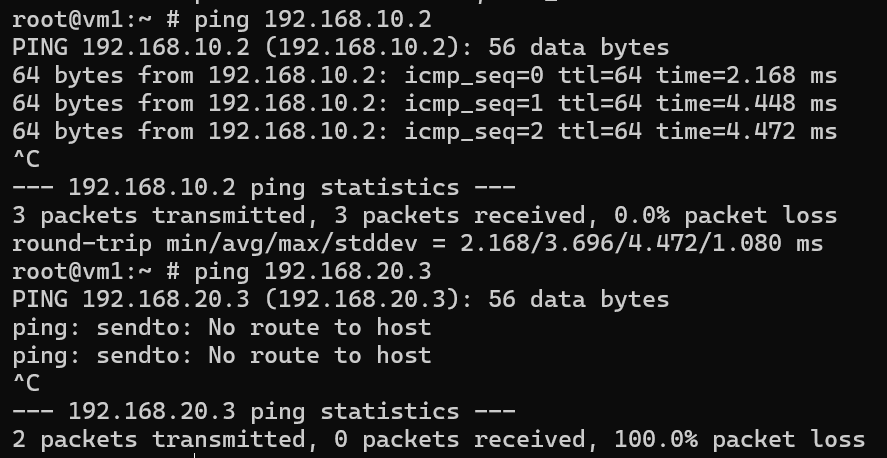 root@vm1:~ # ping 192.168.10.2
PING 192.168.10.2 (192.168.10.2): 56 data bytes
64 bytes from 192.168.10.2: icmp_seq=0 ttl=64 time=2.168 ms
64 bytes from 192.168.10.2: icmp_seq=1 ttl=64 time=4.448 ms
64 bytes from 192.168.10.2: icmp_seq=2 ttl=64 time=4.472 ms
^C
--- 192.168.10.2 ping statistics ---
3 packets transmitted, 3 packets received, 0.0% packet loss
round-trip min/avg/max/stddev = 2.168/3.696/4.472/1.080 ms
root@vm1:~ # ping 192.168.20.3
PING 192.168.20.3 (192.168.20.3): 56 data bytes
ping: sendto: No route to host
ping: sendto: No route to host
^C
--- 192.168.20.3 ping statistics ---
2 packets transmitted, 0 packets received, 100.0% packet loss